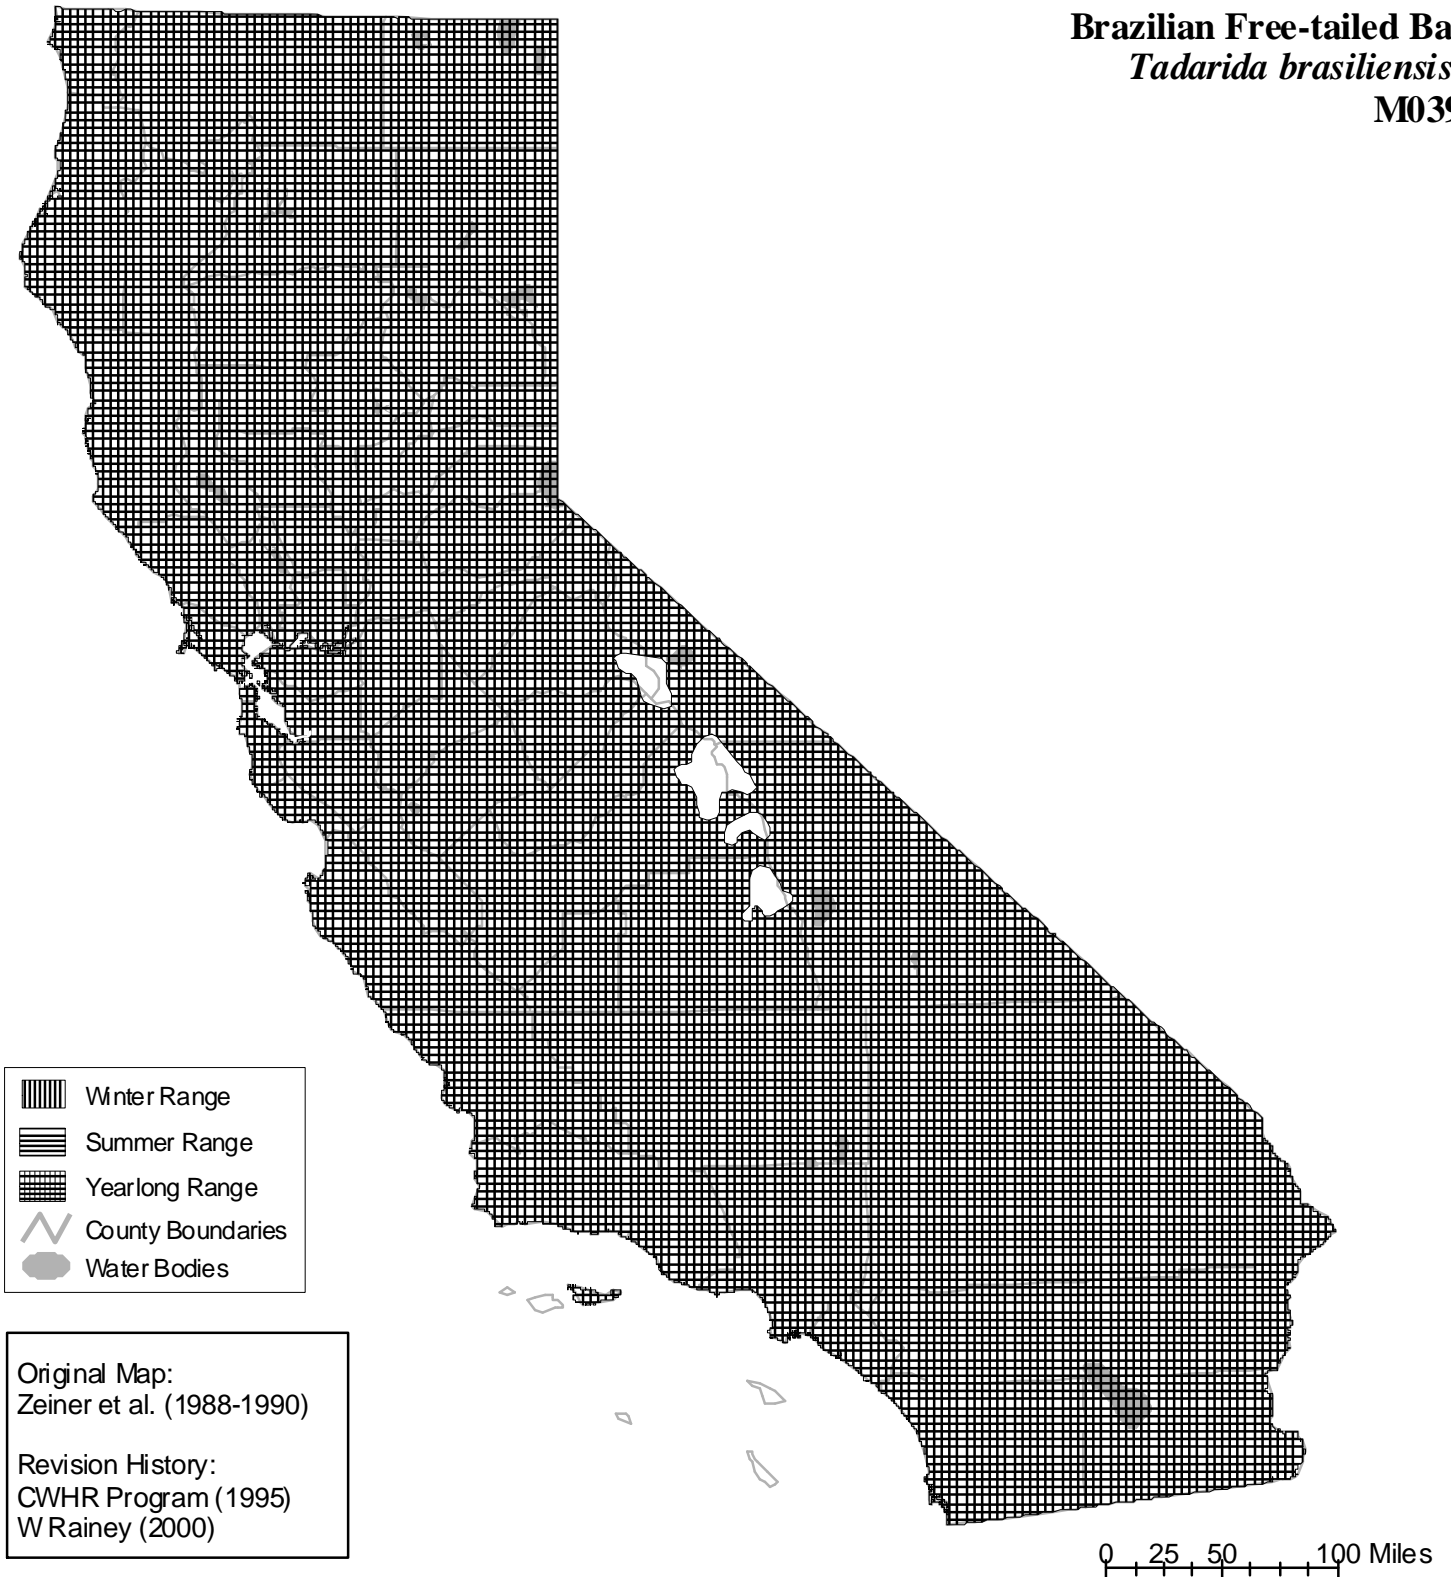 Brazilian Free-tailed Ba
Tadarida brasiliensis
M039
Winter Range
Summer Range
Yearlong Range
County Boundaries
Water Bodies
Original Map:
Zeiner et al. (1988-1990)
Revision History:
CWHR Program (1995)
W Rainey (2000)
0 25 50 100 Miles